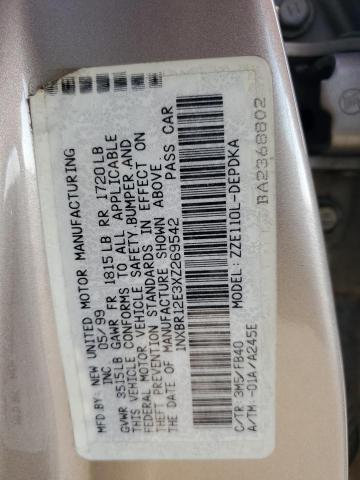 MFD.BY: NEW UNITED MOTOR MANUFACTURING
INC. 05/99
GVWR 3515LB GAWR FR 1815LB RR 1720LB
THIS VEHICLE CONFORMS TO ALL APPLICABLE
FEDERAL MOTOR VEHICLE SAFETY,BUMPER,AND
THEFT PREVENTION STANDARDS IN EFFECT ON
THE DATE OF MANUFACTURE SHOWN ABOVE
1NXBR12E3XZ269542 PASS CAR
C/TR: 3M5/FB40 MODEL: ZZE110L-DEPDKA
A/TM: -01A/A245E
BA2368802